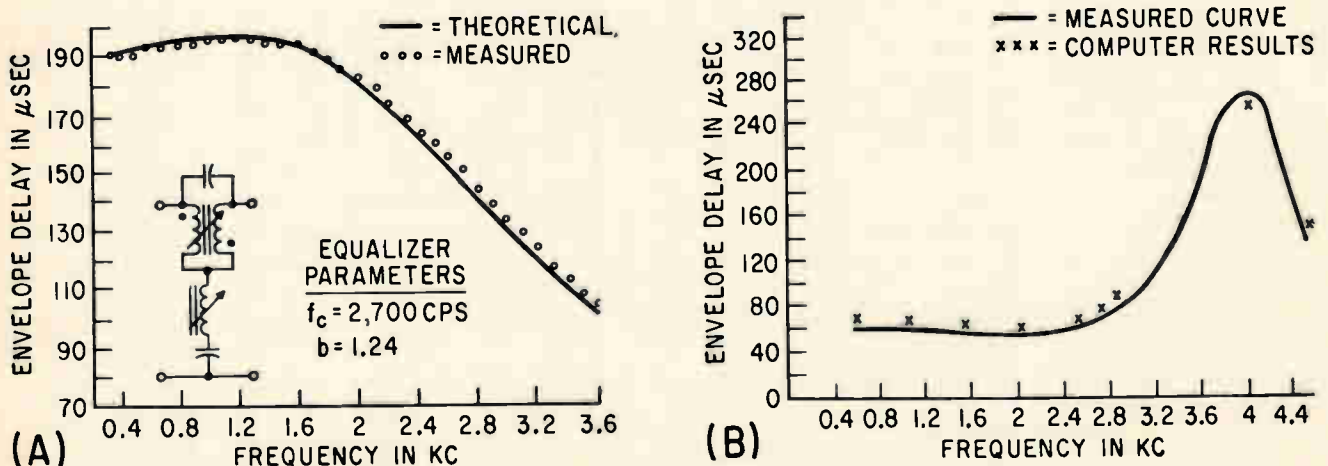 ENVELOPE DELAY IN μSEC
190
170
150
130
110
90
70
— = THEORETICAL
o o o = MEASURED
EQUALIZER
PARAMETERS
fc = 2,700 CPS
b = 1.24
0.4 0.8 1.2 1.6 2 2.4 2.8 3.2 3.6
FREQUENCY IN KC
(A)
ENVELOPE DELAY IN μSEC
320
280
240
200
160
120
80
40
0
— = MEASURED CURVE
x x x = COMPUTER RESULTS
0.4 0.8 1.2 1.6 2 2.4 2.8 3.2 3.6 4 4.4
FREQUENCY IN KC
(B)